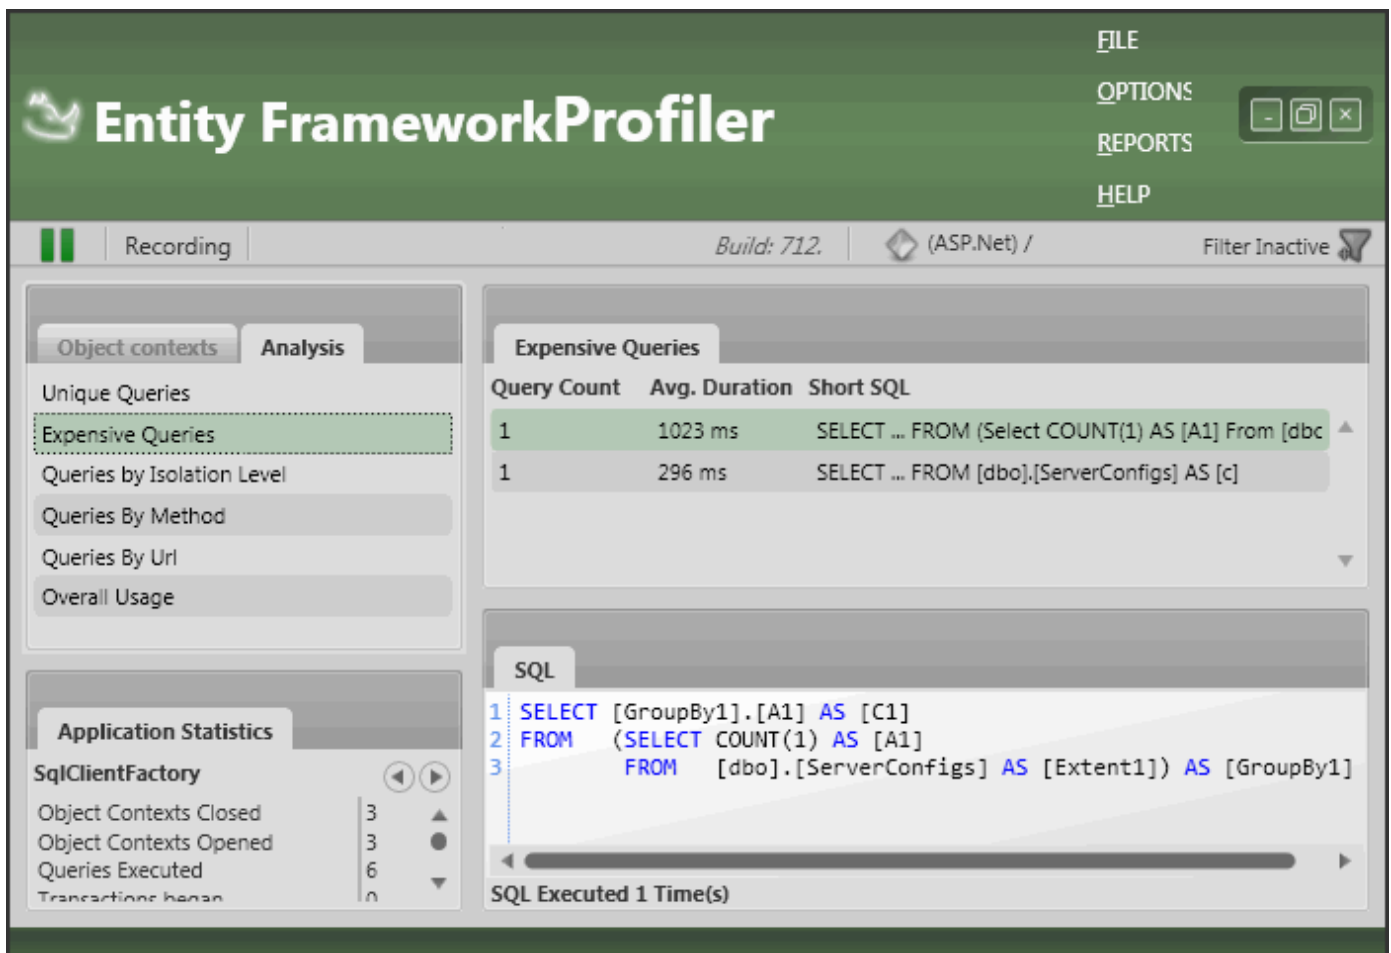 FILE
OPTIONS
REPORTS
HELP
Entity FrameworkProfiler
Recording
Build: 712.
(ASP.Net) /
Filter Inactive
Object contexts Analysis
Unique Queries
Expensive Queries
Queries by Isolation Level
Queries By Method
Queries By Url
Overall Usage
Application Statistics
SqlClientFactory
Object Contexts Closed 3
Object Contexts Opened 3
Queries Executed 6
Transactions began 0
Expensive Queries
Query Count Avg. Duration Short SQL
1 1023 ms SELECT ... FROM (Select COUNT(1) AS [A1] From [dbc
1 296 ms SELECT ... FROM [dbo].[ServerConfigs] AS [c]
SQL
1 SELECT [GroupBy1].[A1] AS [C1]
2 FROM (SELECT COUNT(1) AS [A1]
3 FROM [dbo].[ServerConfigs] AS [Extent1]) AS [GroupBy1]
SQL Executed 1 Time(s)